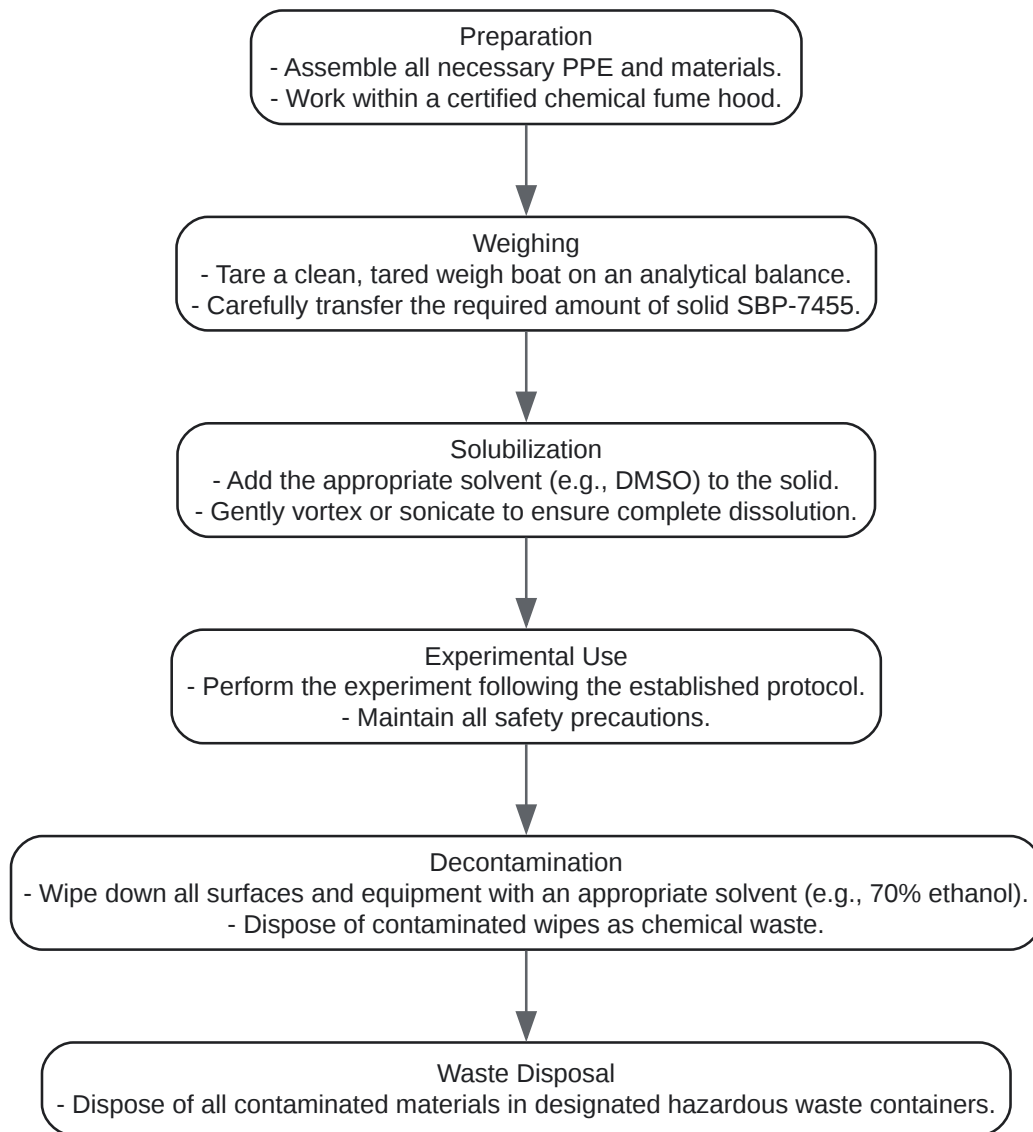 Preparation
- Assemble all necessary PPE and materials.
- Work within a certified chemical fume hood.
Weighing
- Tare a clean, tared weigh boat on an analytical balance.
- Carefully transfer the required amount of solid SBP-7455.
Solubilization
- Add the appropriate solvent (e.g., DMSO) to the solid.
- Gently vortex or sonicate to ensure complete dissolution.
Experimental Use
- Perform the experiment following the established protocol.
- Maintain all safety precautions.
Decontamination
- Wipe down all surfaces and equipment with an appropriate solvent (e.g., 70% ethanol).
- Dispose of contaminated wipes as chemical waste.
Waste Disposal
- Dispose of all contaminated materials in designated hazardous waste containers.